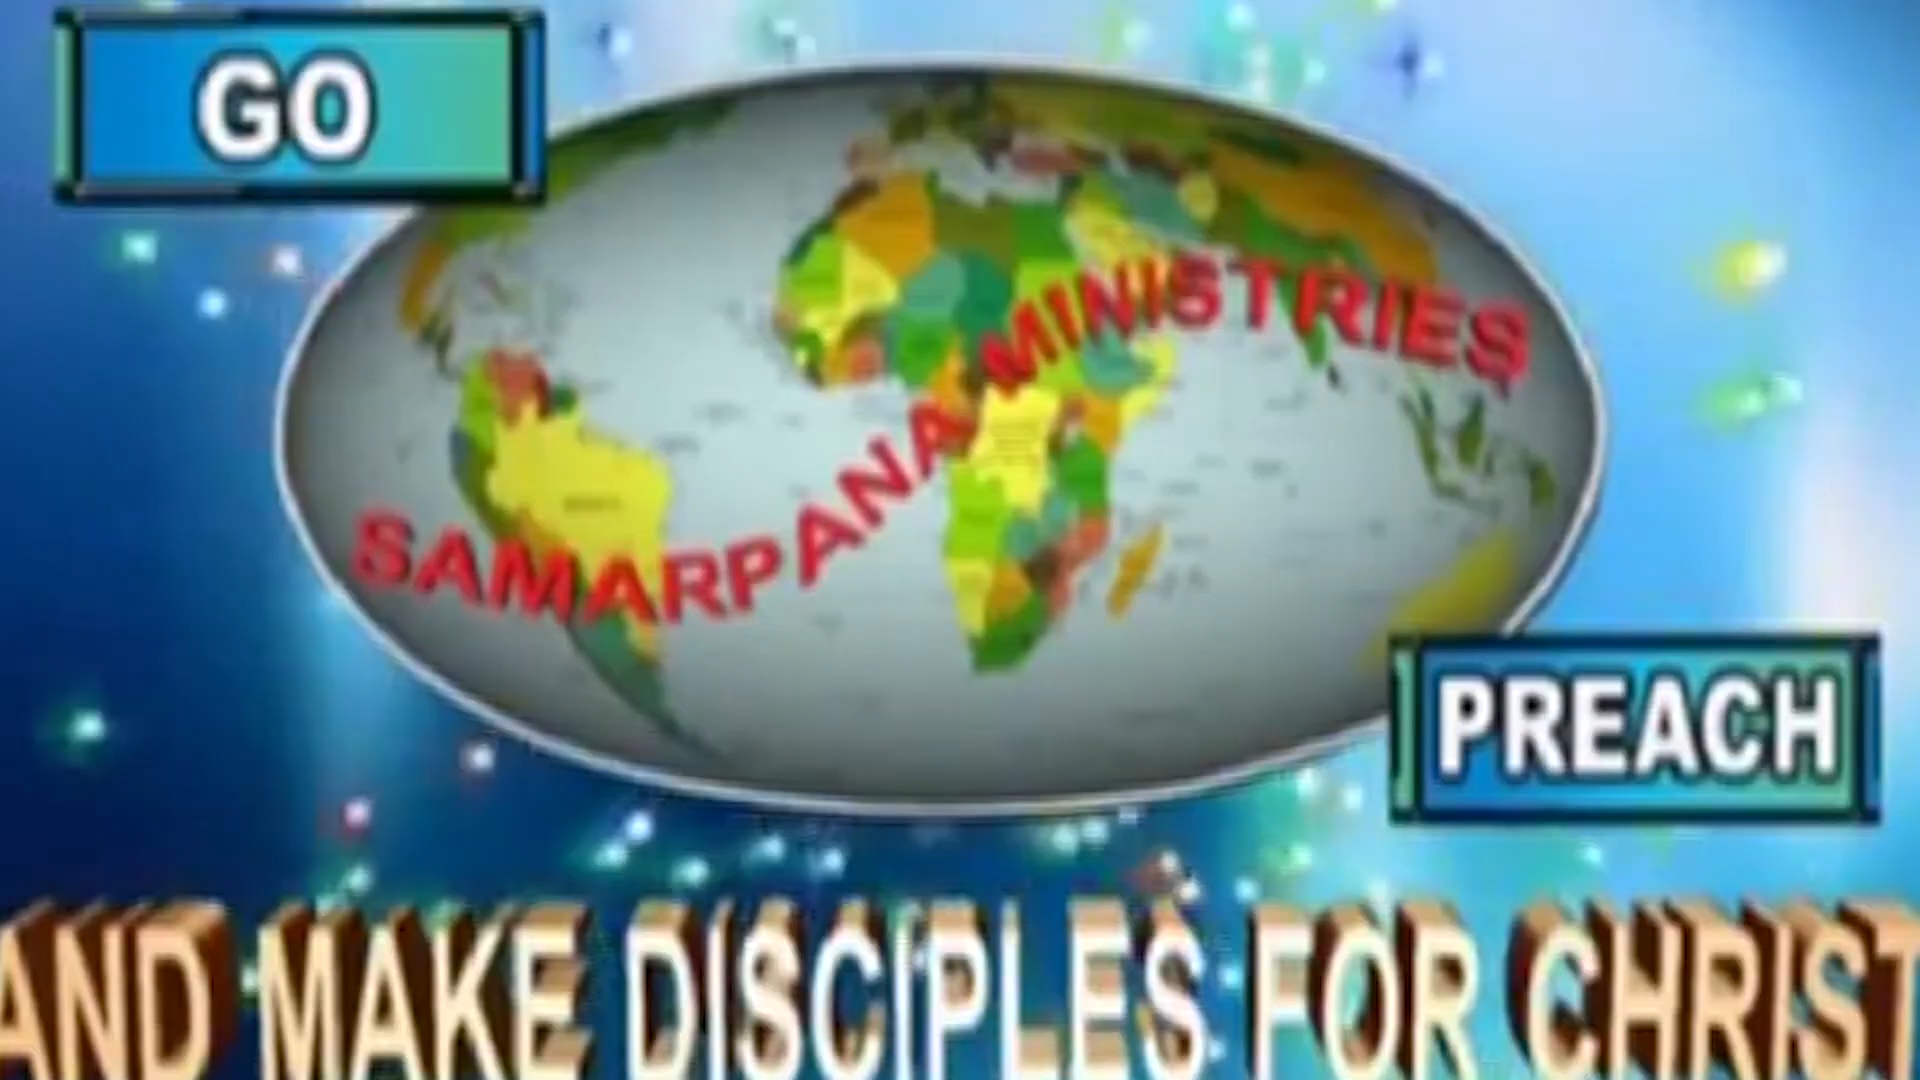 GO
SAMARPANA MINISTRIES
PREACH
AND MAKE DISCIPLES FOR CHRIST